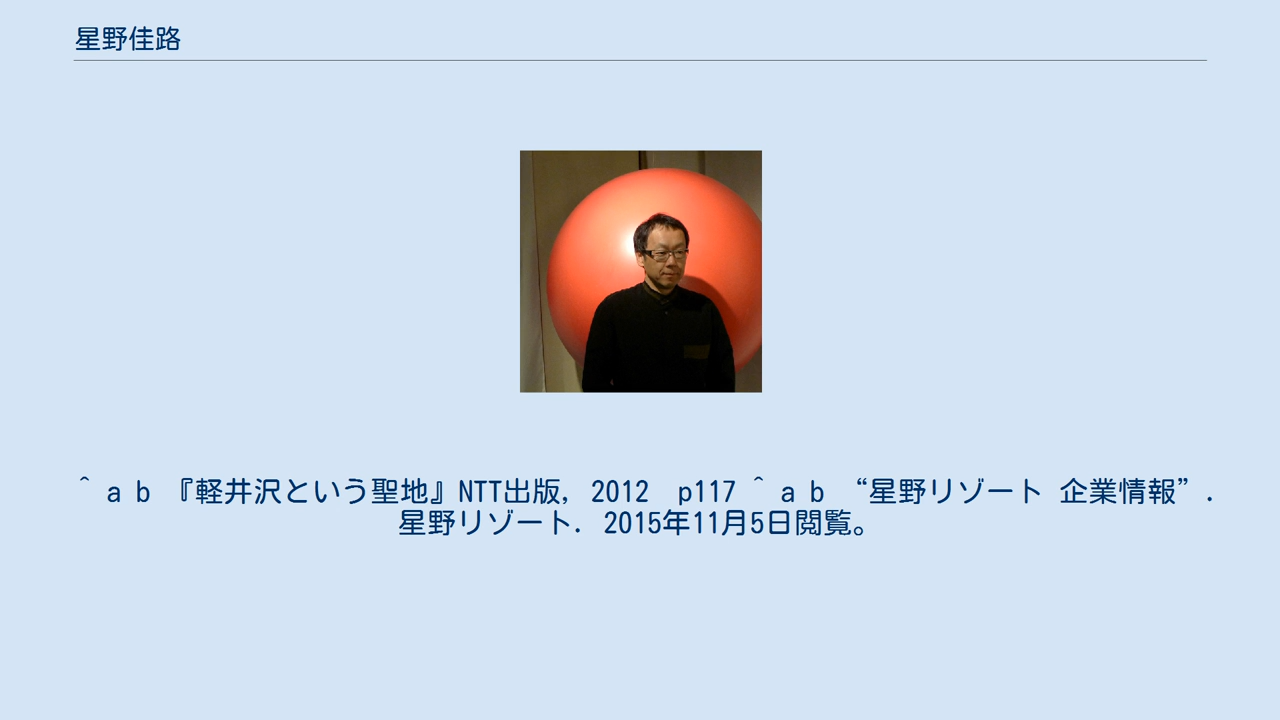 星野佳路
^ a b 『軽井沢という聖地』NTT出版, 2012 p117 ^ a b “星野リゾート 企業情報”.
星野リゾート. 2015年11月5日閲覧。